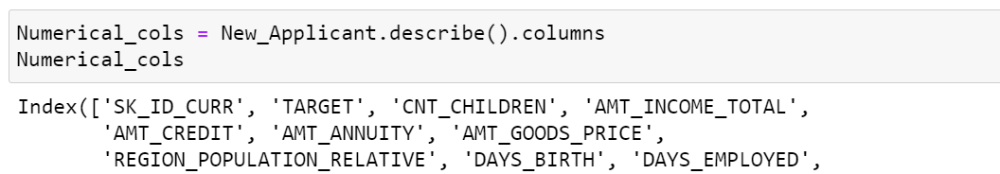 Numerical_cols = New_Applicant.describe().columns
Numerical_cols
Index(['SK_ID_CURR', 'TARGET', 'CNT_CHILDREN', 'AMT_INCOME_TOTAL',
'AMT_CREDIT', 'AMT_ANNUITY', 'AMT_GOODS_PRICE',
'REGION_POPULATION_RELATIVE', 'DAYS_BIRTH', 'DAYS_EMPLOYED',